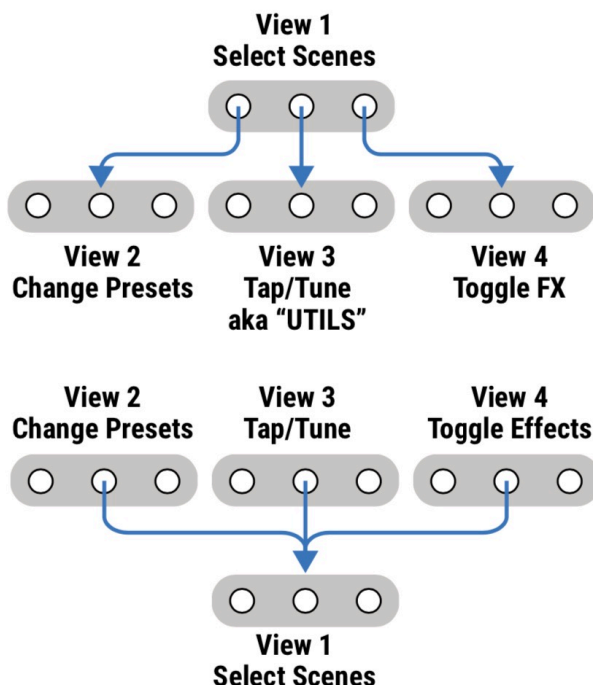 View 1
Select Scenes
View 2
Change Presets
View 3
Tap/Tune
aka “UTILS”
View 4
Toggle FX
View 2
Change Presets
View 3
Tap/Tune
View 4
Toggle Effects
View 1
Select Scenes